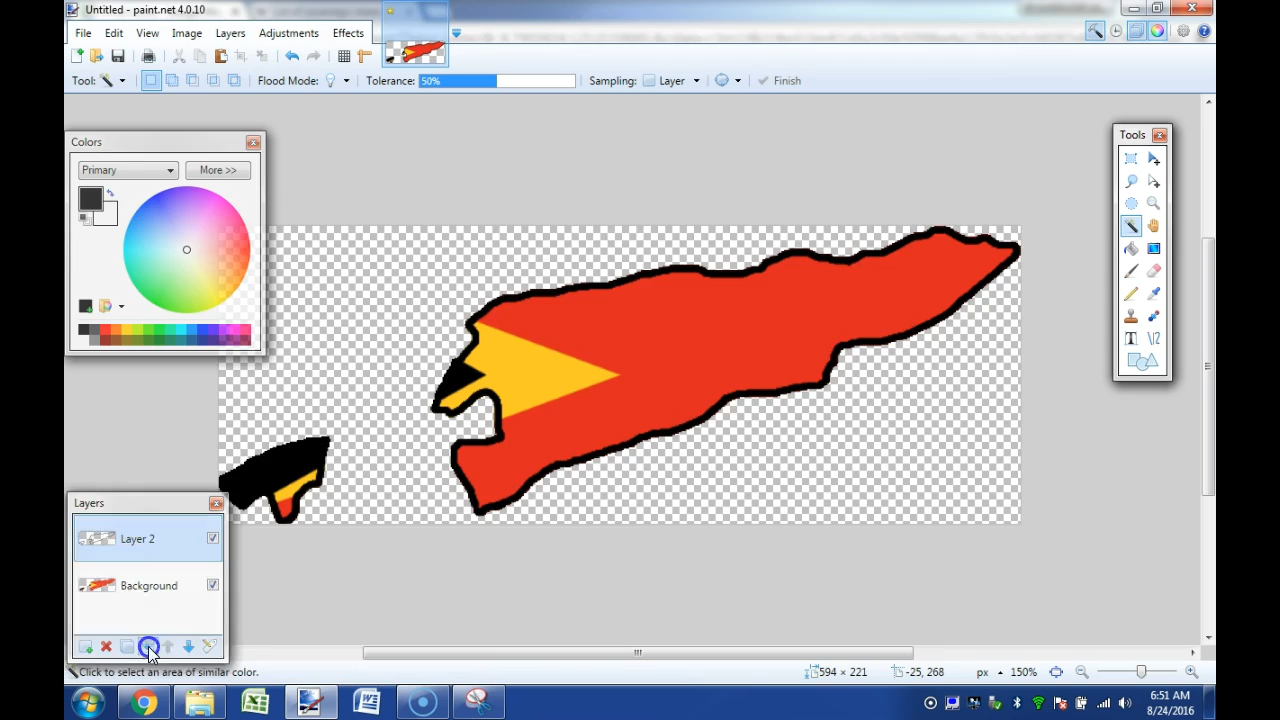 Untitled - paint.net 4.0.10
File Edit View Image Layers Adjustments Effects
Tool: Flood Mode: Tolerance: 50% Sampling: Layer Finish
Colors
Primary More >>
Tools
Layers
Layer 2
Background
Click to select an area of similar color. 594 × 221 -25, 268 px 150%
6:51 AM
8/24/2016